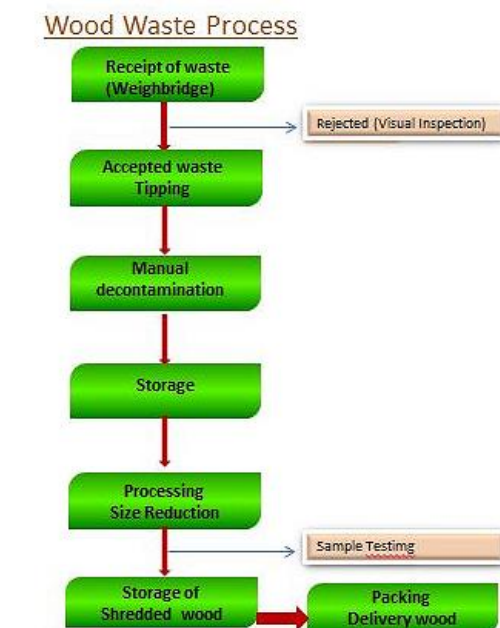 Wood Waste Process
Receipt of waste
(Weighbridge)
Rejected (Visual Inspection)
Accepted waste
Tipping
Manual
decontamination
Storage
Processing
Size Reduction
Sample Testimg
Storage of
Shredded wood
Packing
Delivery wood